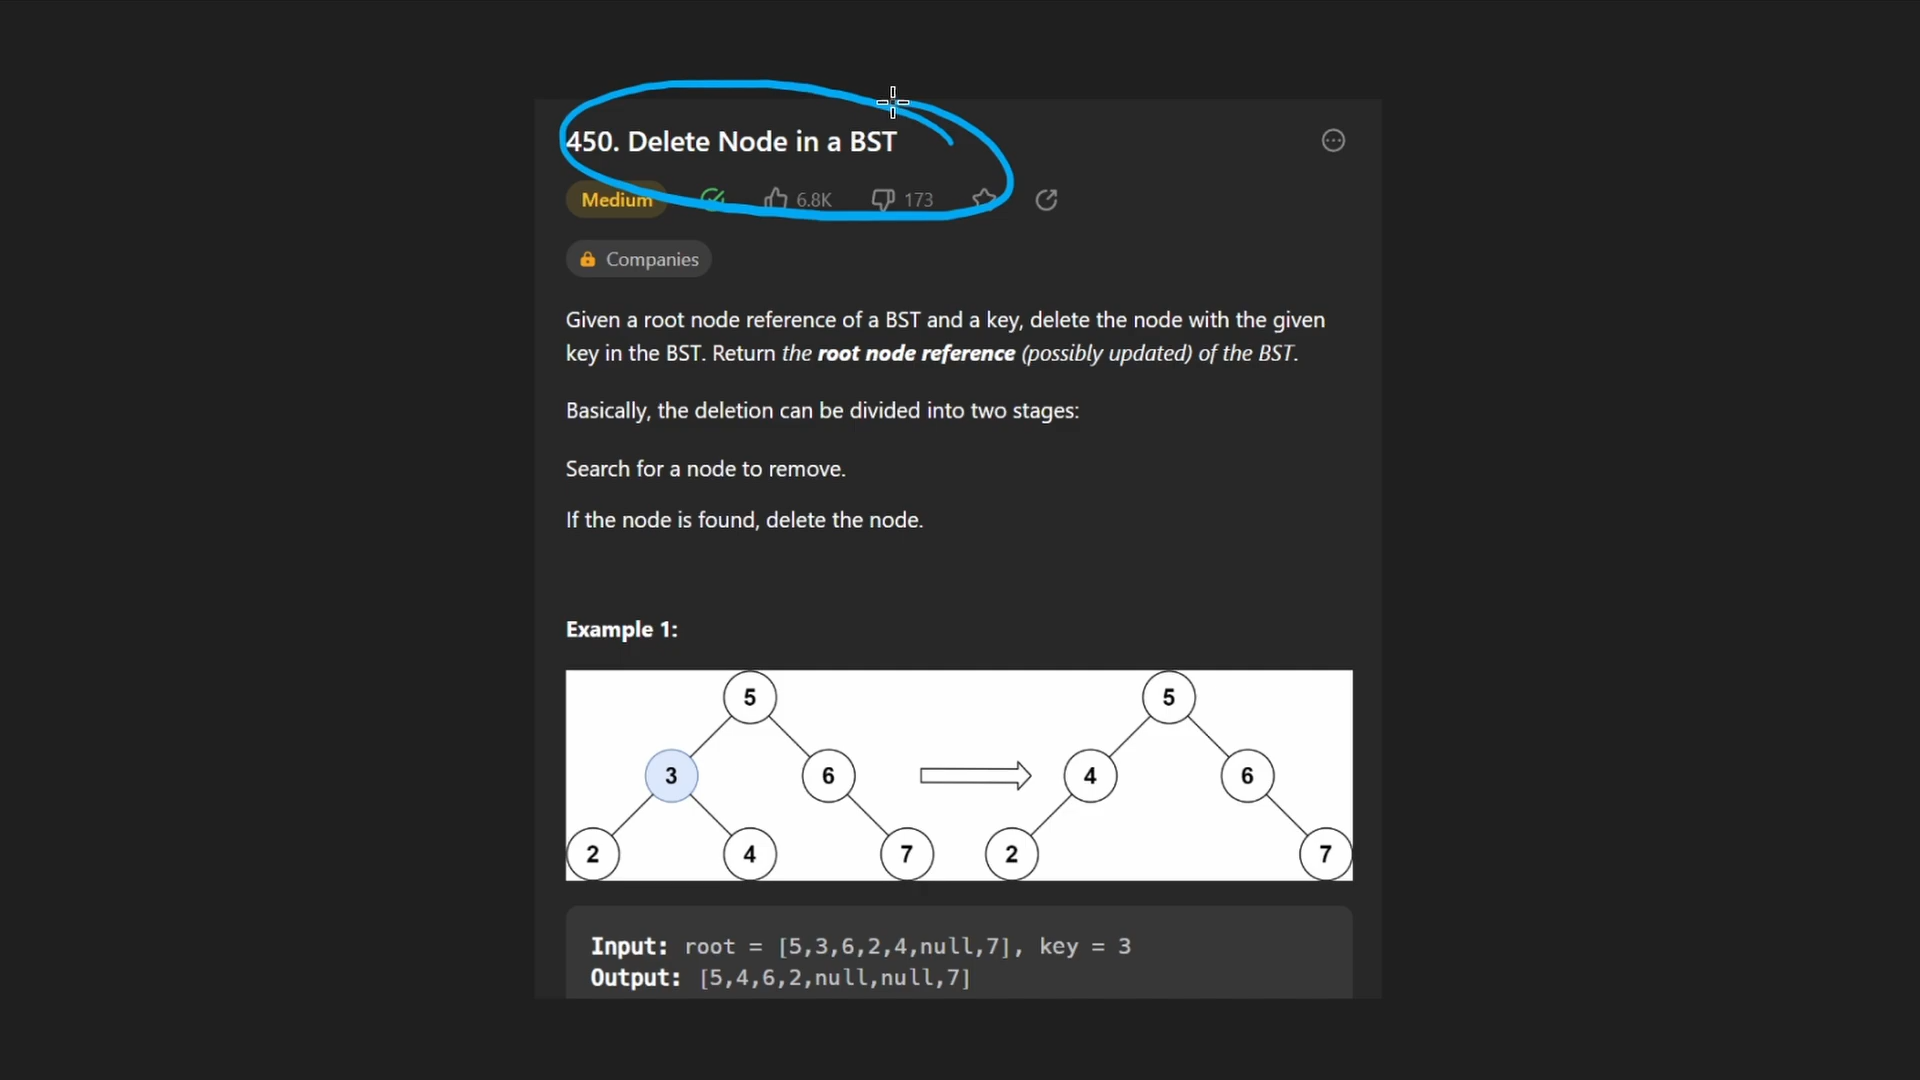 450. Delete Node in a BST
Medium 6.8K 173
Companies
Given a root node reference of a BST and a key, delete the node with the given
key in the BST. Return the root node reference (possibly updated) of the BST.
Basically, the deletion can be divided into two stages:
Search for a node to remove.
If the node is found, delete the node.
Example 1:
5 5
3 6 4 6
2 4 7 2 7
Input: root = [5,3,6,2,4,null,7], key = 3
Output: [5,4,6,2,null,null,7]